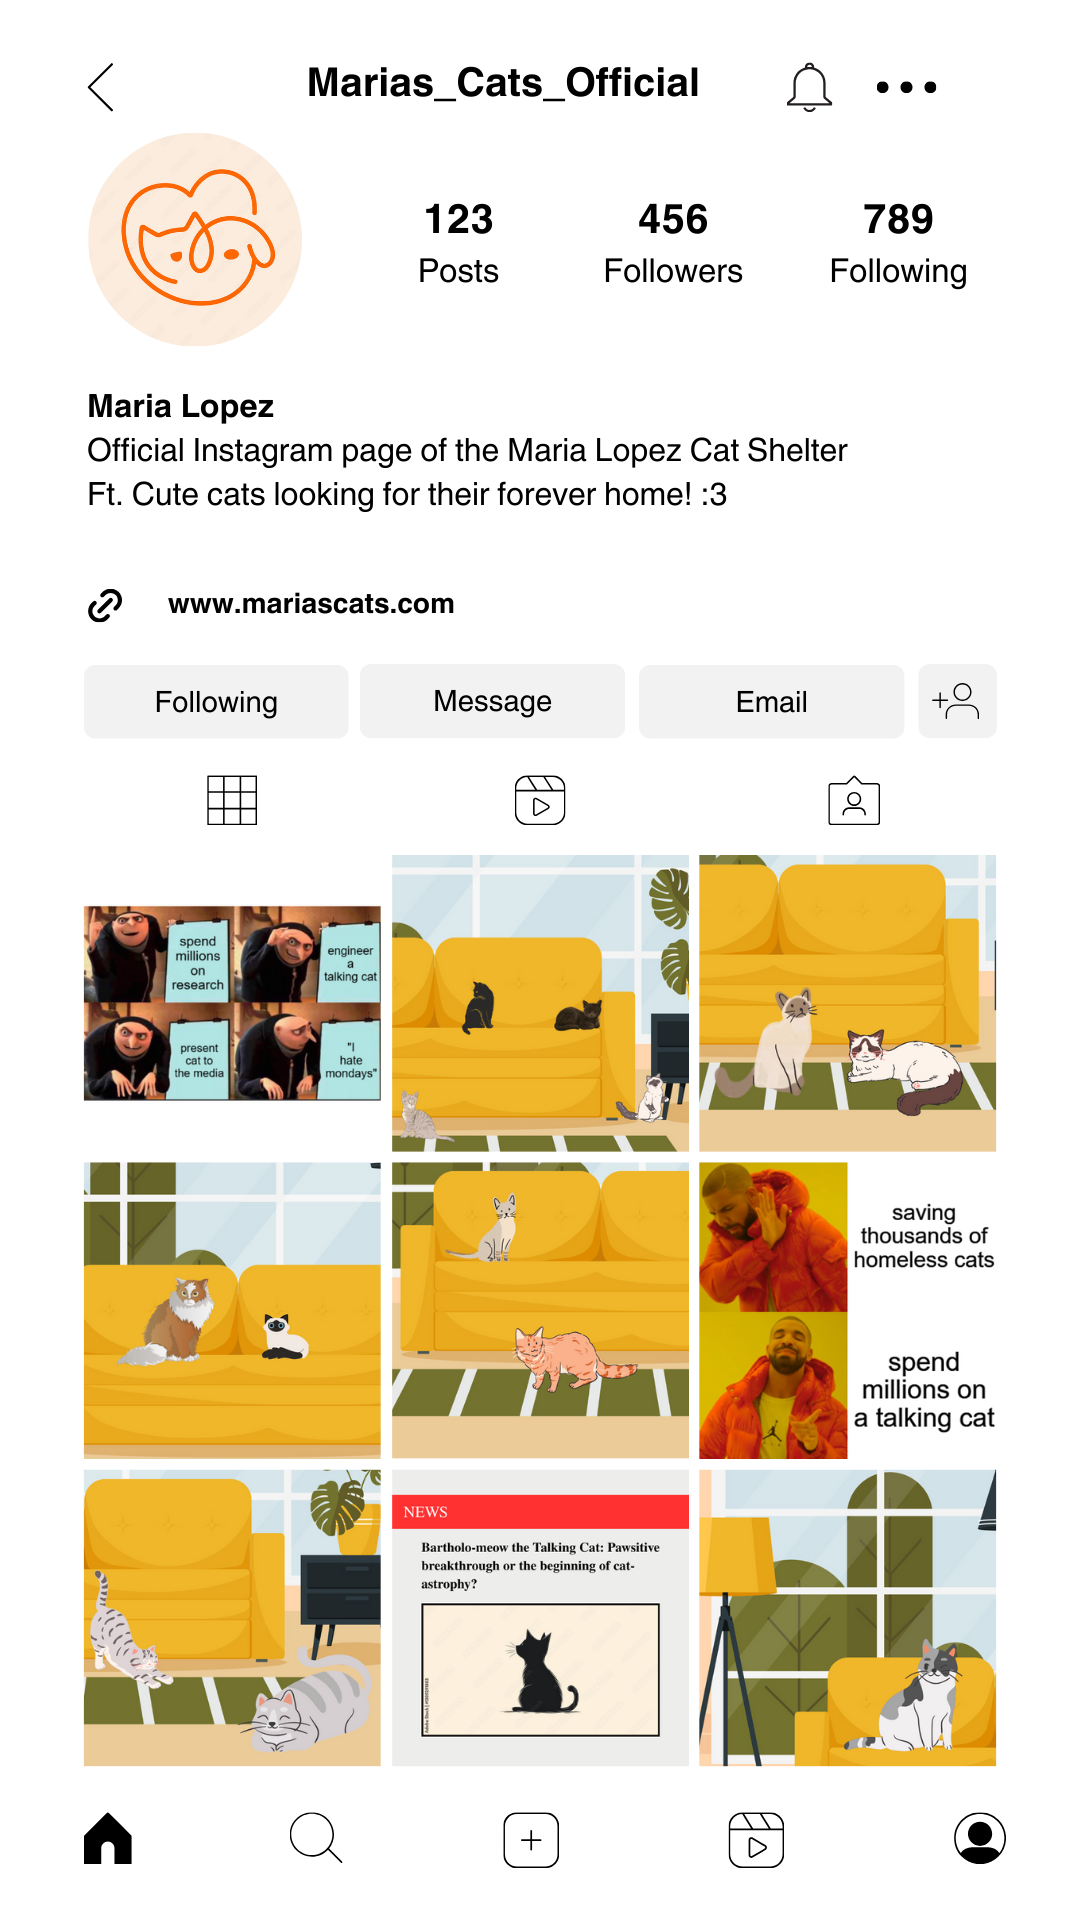 Marias_Cats_Official
123
Posts
456
Followers
789
Following
Maria Lopez
Official Instagram page of the Maria Lopez Cat Shelter
Ft. Cute cats looking for their forever home! :3
www.mariascats.com
Following
Message
Email
spend
millions
on
research
engineer
a
talking cat
present
cat to
the media
"I
hate
mondays"
saving
thousands of
homeless cats
spend
millions on
a talking cat
NEWS
Bartholo-meow the Talking Cat: Pawsitive
breakthrough or the beginning of cat-
astrophy?